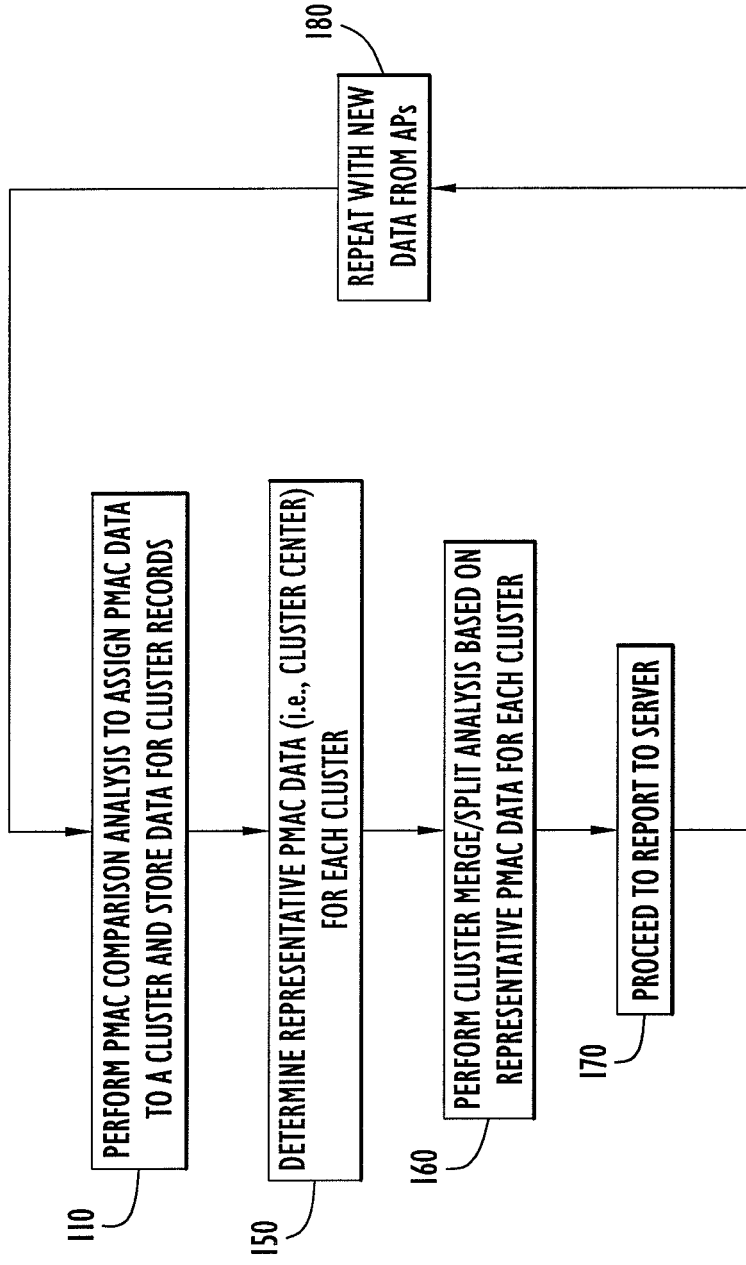 110
PERFORM PMAC COMPARISON ANALYSIS TO ASSIGN PMAC DATA
TO A CLUSTER AND STORE DATA FOR CLUSTER RECORDS
150
DETERMINE REPRESENTATIVE PMAC DATA (i.e., CLUSTER CENTER)
FOR EACH CLUSTER
160
PERFORM CLUSTER MERGE/SPLIT ANALYSIS BASED ON
REPRESENTATIVE PMAC DATA FOR EACH CLUSTER
170
PROCEED TO REPORT TO SERVER
180
REPEAT WITH NEW
DATA FROM APs